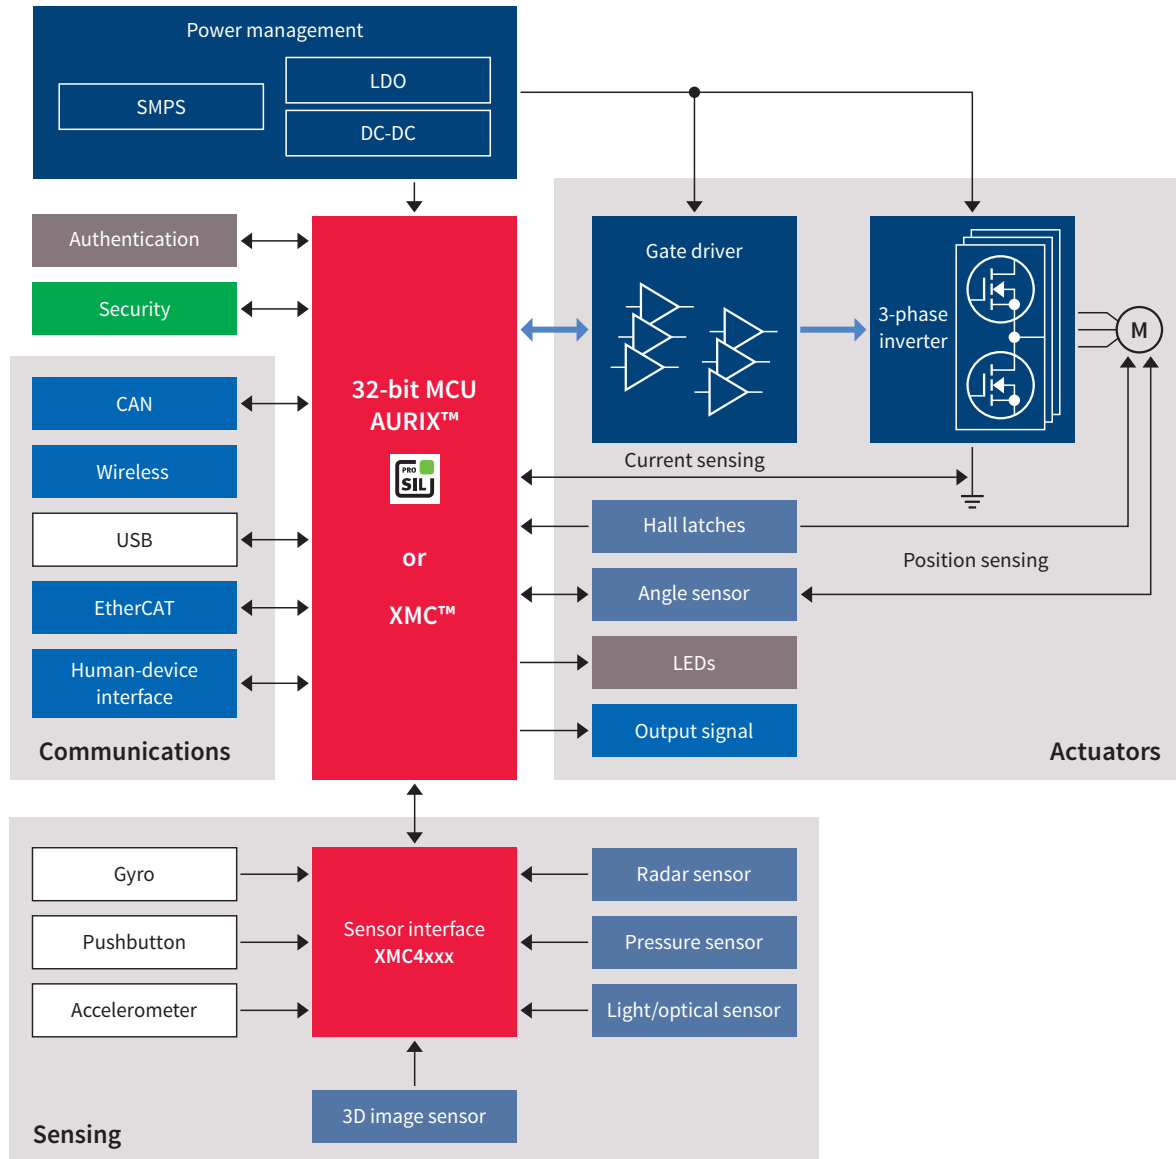 Power management
SMPS
LDO
DC-DC
Authentication
Security
CAN
Wireless
USB
EtherCAT
Human-device
interface
Communications
32-bit MCU
AURIX™
PRO
SIL
or
XMC™
Gate driver
3-phase
inverter
M
Current sensing
Hall latches
Position sensing
Angle sensor
LEDs
Output signal
Actuators
Gyro
Pushbutton
Accelerometer
Sensor interface
XMC4xxx
Radar sensor
Pressure sensor
Light/optical sensor
3D image sensor
Sensing